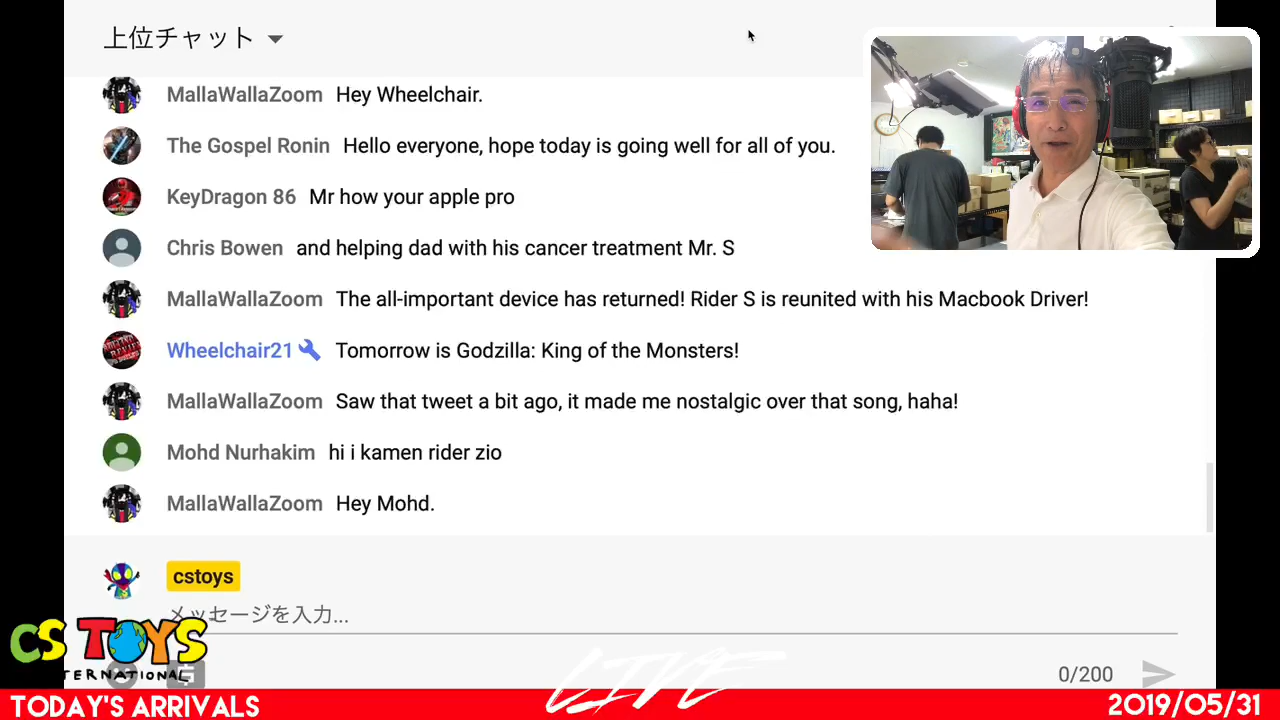 上位チャット
MallaWallaZoom Hey Wheelchair.
The Gospel Ronin Hello everyone, hope today is going well for all of you.
KeyDragon 86 Mr how your apple pro
Chris Bowen and helping dad with his cancer treatment Mr. S
MallaWallaZoom The all-important device has returned! Rider S is reunited with his Macbook Driver!
Wheelchair21 Tomorrow is Godzilla: King of the Monsters!
MallaWallaZoom Saw that tweet a bit ago, it made me nostalgic over that song, haha!
Mohd Nurhakim hi i kamen rider zio
MallaWallaZoom Hey Mohd.
cstoys
メッセージを入力...
CS TOYS
TERNATIONAL
LIVE
0/200
TODAY'S ARRIVALS
2019/05/31